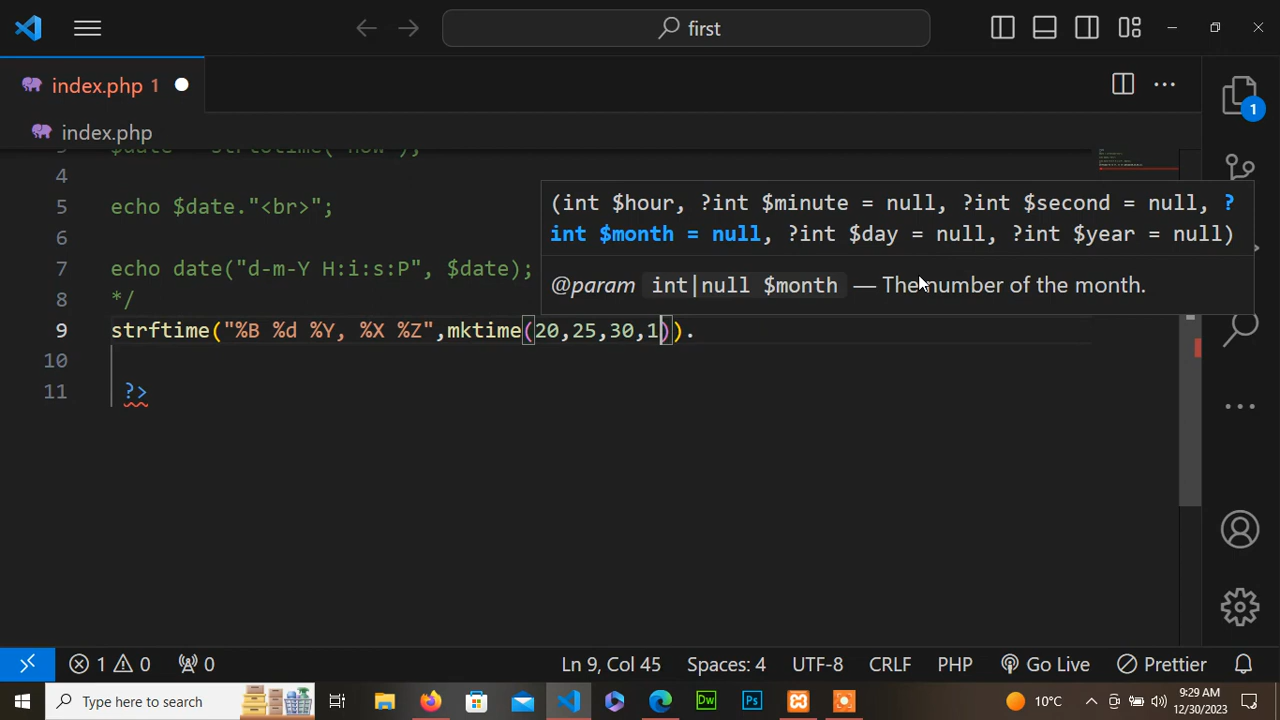 first
index.php 1
1
index.php
4
5 echo $date."<br>";
(int $hour, ?int $minute = null, ?int $second = null, ?
int $month = null, ?int $day = null, ?int $year = null)
6
7 echo date("d-m-Y H:i:s:P", $date);
@param int|null $month — The number of the month.
8 */
9 strftime("%B %d %Y, %X %Z",mktime(20,25,30,1)).
10
11 ?>
1 0 0 Ln 9, Col 45 Spaces: 4 UTF-8 CRLF PHP Go Live Prettier
Type here to search Dw Ps 10°C 9:29 AM
12/30/2023